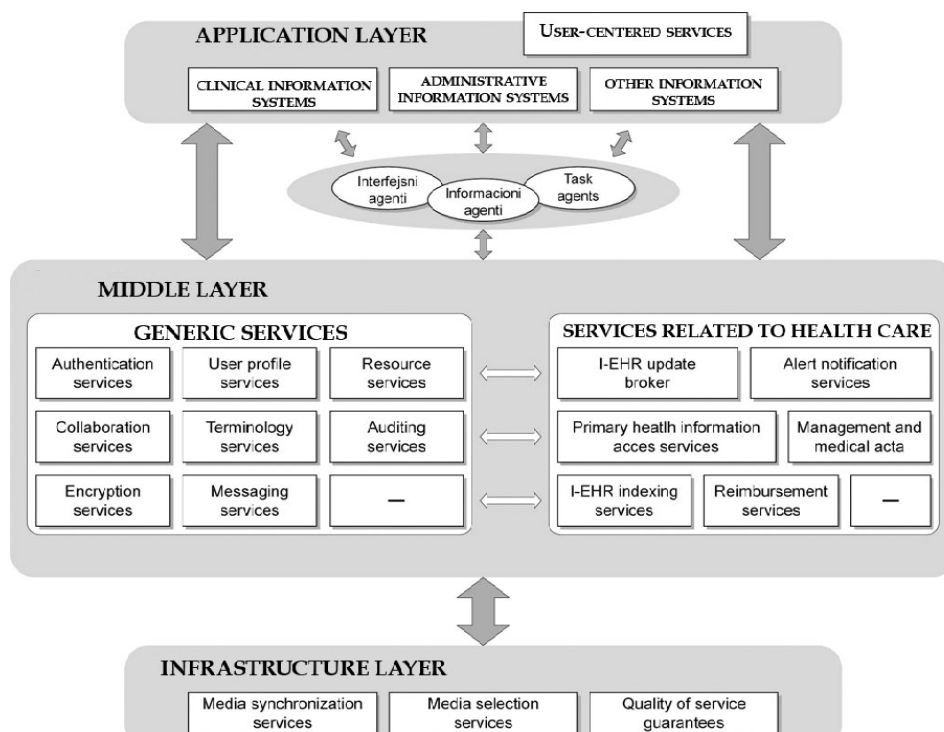 APPLICATION LAYER
USER-CENTERED SERVICES
CLINICAL INFORMATION
SYSTEMS
ADMINISTRATIVE
INFORMATION SYSTEMS
OTHER INFORMATION
SYSTEMS
Interfejsni
agenti
Informacioni
agenti
Task
agents
MIDDLE LAYER
GENERIC SERVICES
Authentication
services
User profile
services
Resource
services
Collaboration
services
Terminology
services
Auditing
services
Encryption
services
Messaging
services
—
SERVICES RELATED TO HEALTH CARE
I-EHR update
broker
Alert notification
services
Primary heatlh information
acces services
Management and
medical acta
I-EHR indexing
services
Reimbursement
services
—
INFRASTRUCTURE LAYER
Media synchronization
services
Media selection
services
Quality of service
guarantees